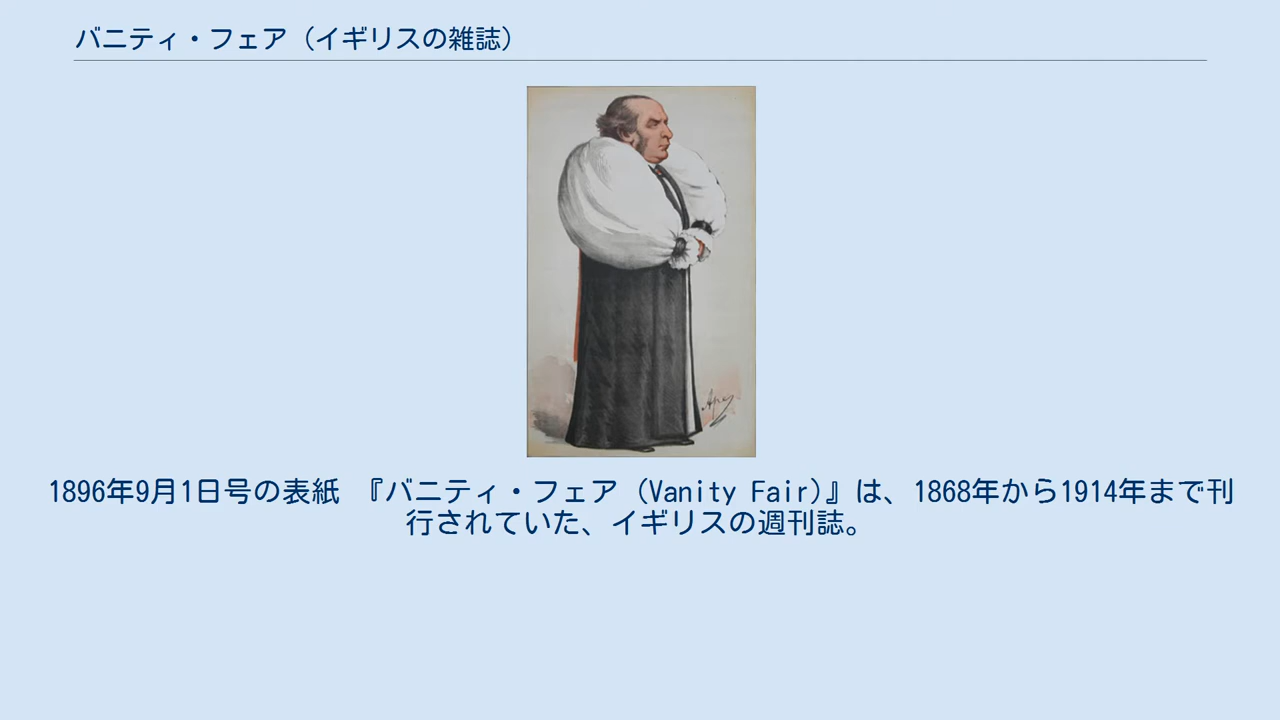 バニティ・フェア（イギリスの雑誌）
Ape
1896年9月1日号の表紙 『バニティ・フェア（Vanity Fair）』は、1868年から1914年まで刊
行されていた、イギリスの週刊誌。